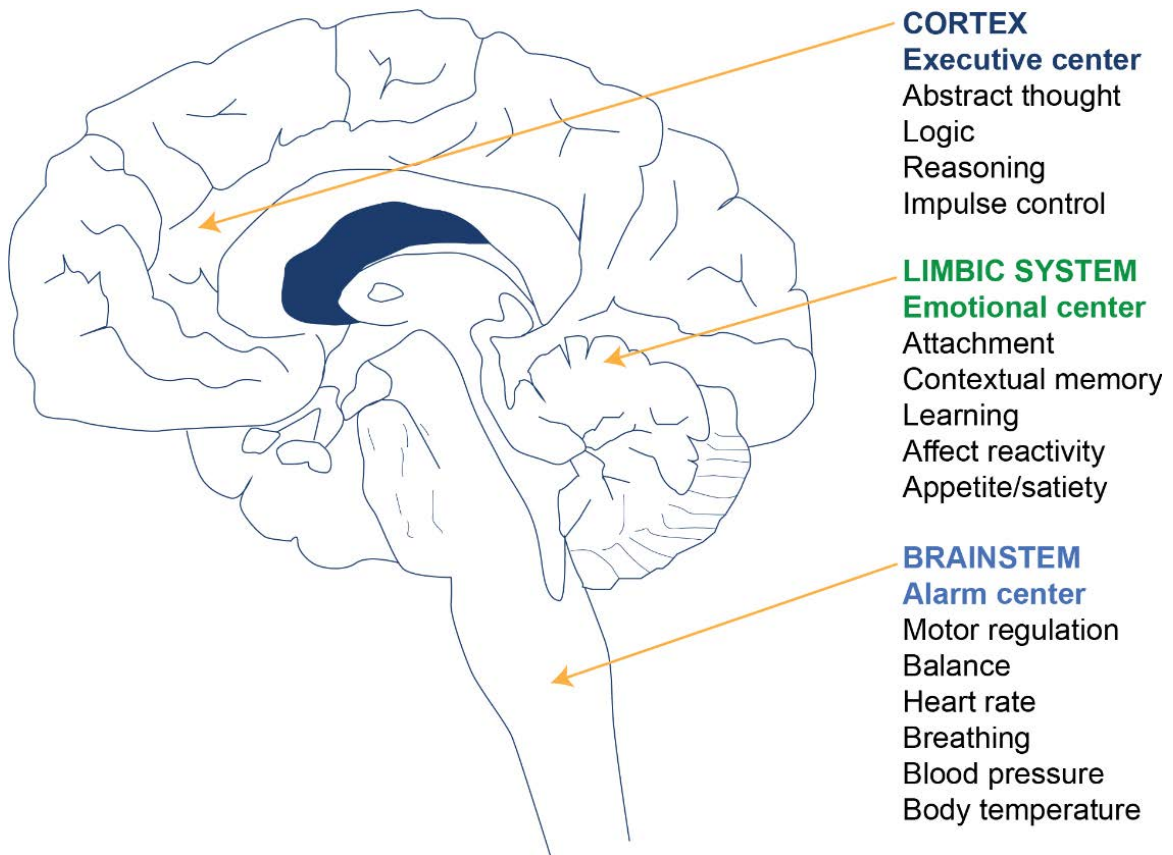 CORTEX
Executive center
Abstract thought
Logic
Reasoning
Impulse control
LIMBIC SYSTEM
Emotional center
Attachment
Contextual memory
Learning
Affect reactivity
Appetite/satiety
BRAINSTEM
Alarm center
Motor regulation
Balance
Heart rate
Breathing
Blood pressure
Body temperature